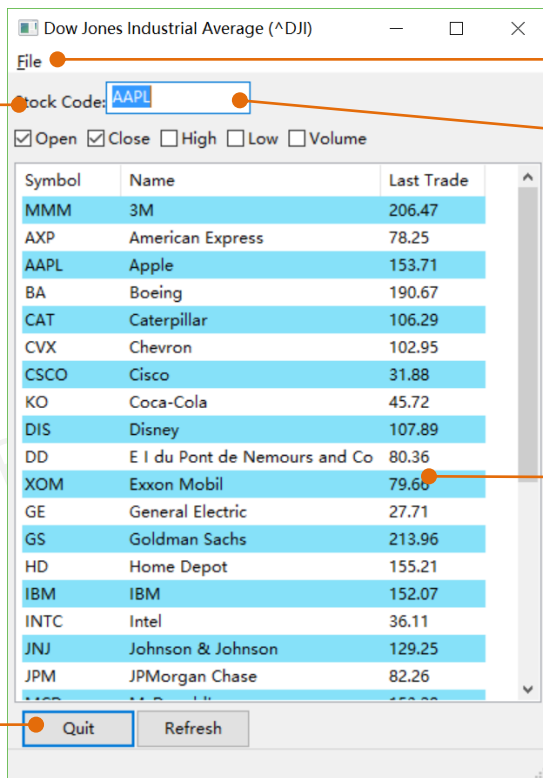 Dow Jones Industrial Average (^DJI)
File
Stock Code: AAPL
Open Close High Low Volume
Symbol Name Last Trade
MMM 3M 206.47
AXP American Express 78.25
AAPL Apple 153.71
BA Boeing 190.67
CAT Caterpillar 106.29
CVX Chevron 102.95
CSCO Cisco 31.88
KO Coca-Cola 45.72
DIS Disney 107.89
DD E I du Pont de Nemours and Co 80.36
XOM Exxon Mobil 79.66
GE General Electric 27.71
GS Goldman Sachs 213.96
HD Home Depot 155.21
IBM IBM 152.07
INTC Intel 36.11
JNJ Johnson & Johnson 129.25
JPM JPMorgan Chase 82.26
Quit Refresh